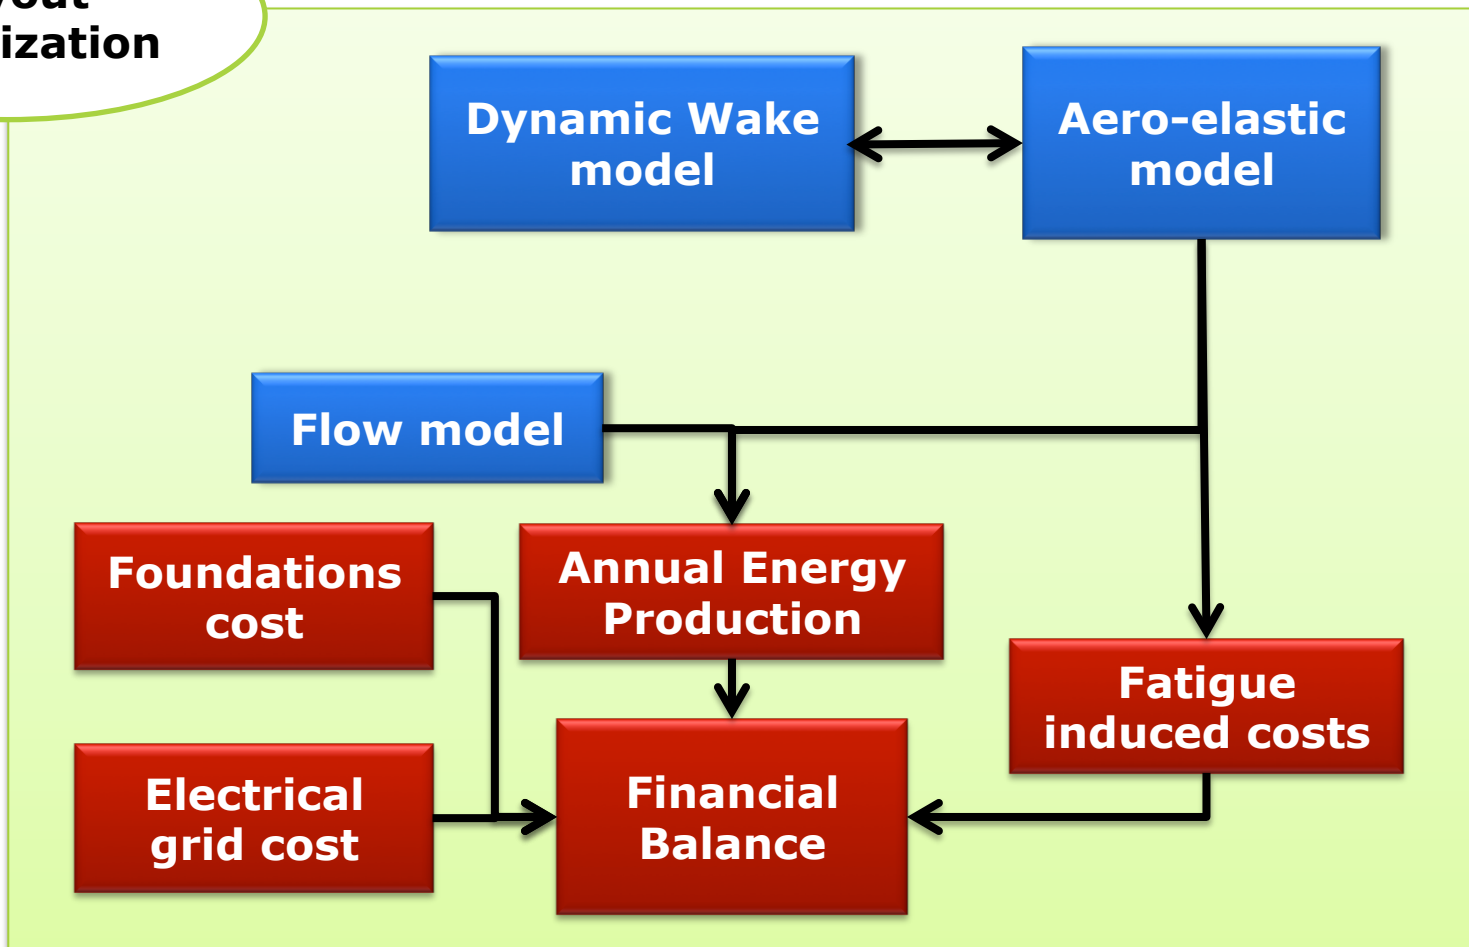 ization
Dynamic Wake
model
Aero-elastic
model
Flow model
Foundations
cost
Annual Energy
Production
Fatigue
induced costs
Electrical
grid cost
Financial
Balance